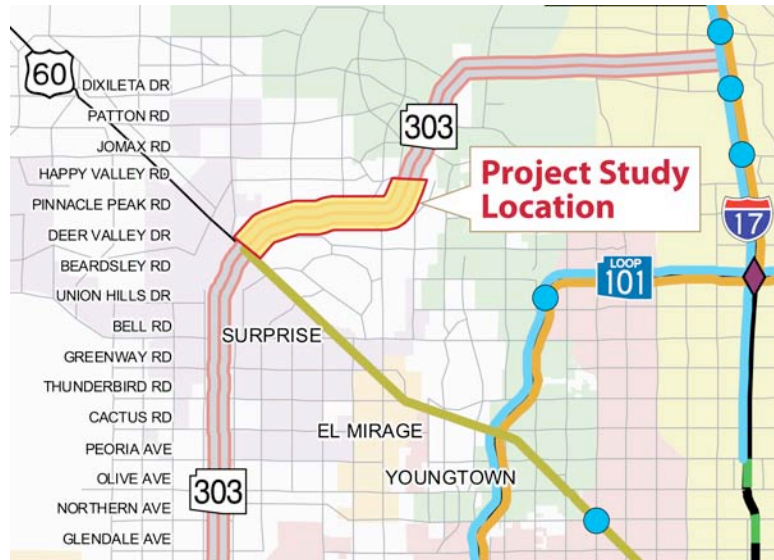 60
DIXILETA DR
PATTON RD
JOMAX RD
HAPPY VALLEY RD
PINNACLE PEAK RD
DEER VALLEY DR
BEARDSLEY RD
UNION HILLS DR
BELL RD
GREENWAY RD
THUNDERBIRD RD
CACTUS RD
PEORIA AVE
OLIVE AVE
NORTHERN AVE
GLENDALE AVE
303
Project Study
Location
17
LOOP
101
SURPRISE
EL MIRAGE
YOUNGTOWN
303